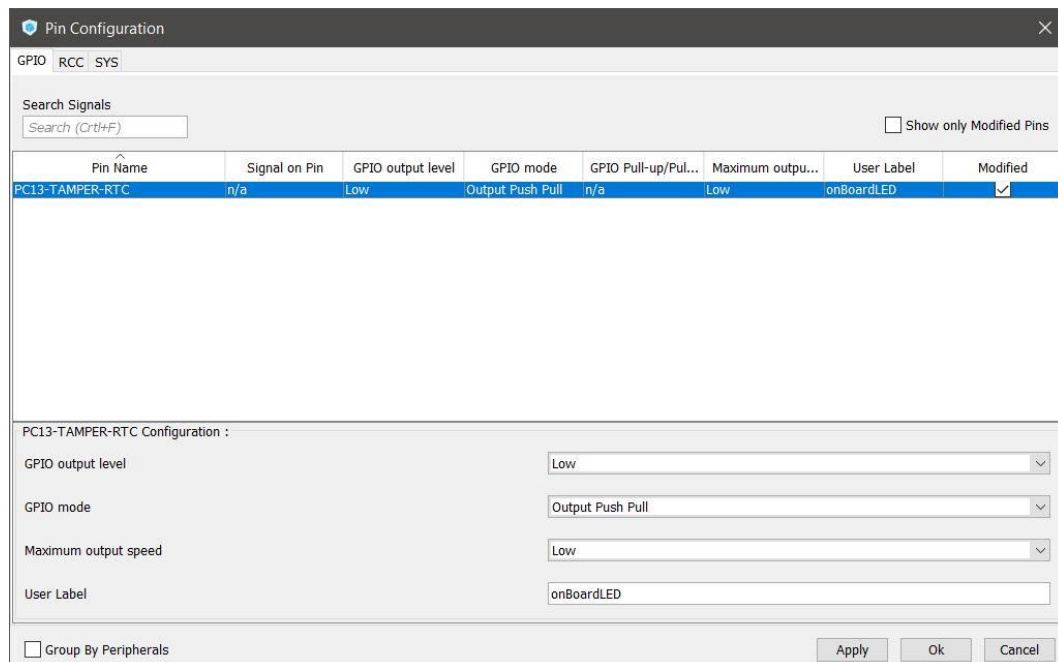 Pin Configuration
GPIO RCC SYS
Search Signals
Search (Crtl+F)
Show only Modified Pins
Pin Name Signal on Pin GPIO output level GPIO mode GPIO Pull-up/Pul... Maximum outpu... User Label Modified
PC13-TAMPER-RTC n/a Low Output Push Pull n/a Low onBoardLED
PC13-TAMPER-RTC Configuration :
GPIO output level Low
GPIO mode Output Push Pull
Maximum output speed Low
User Label onBoardLED
Group By Peripherals Apply Ok Cancel